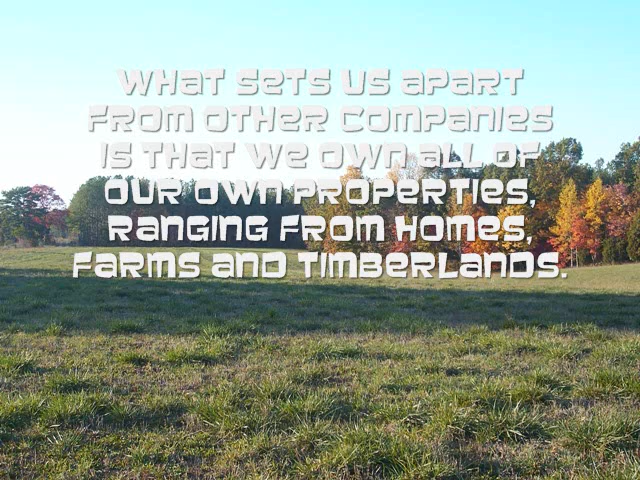 What sets us apart
from other companies
is that we own all of
our own properties,
ranging from homes,
farms and timberlands.